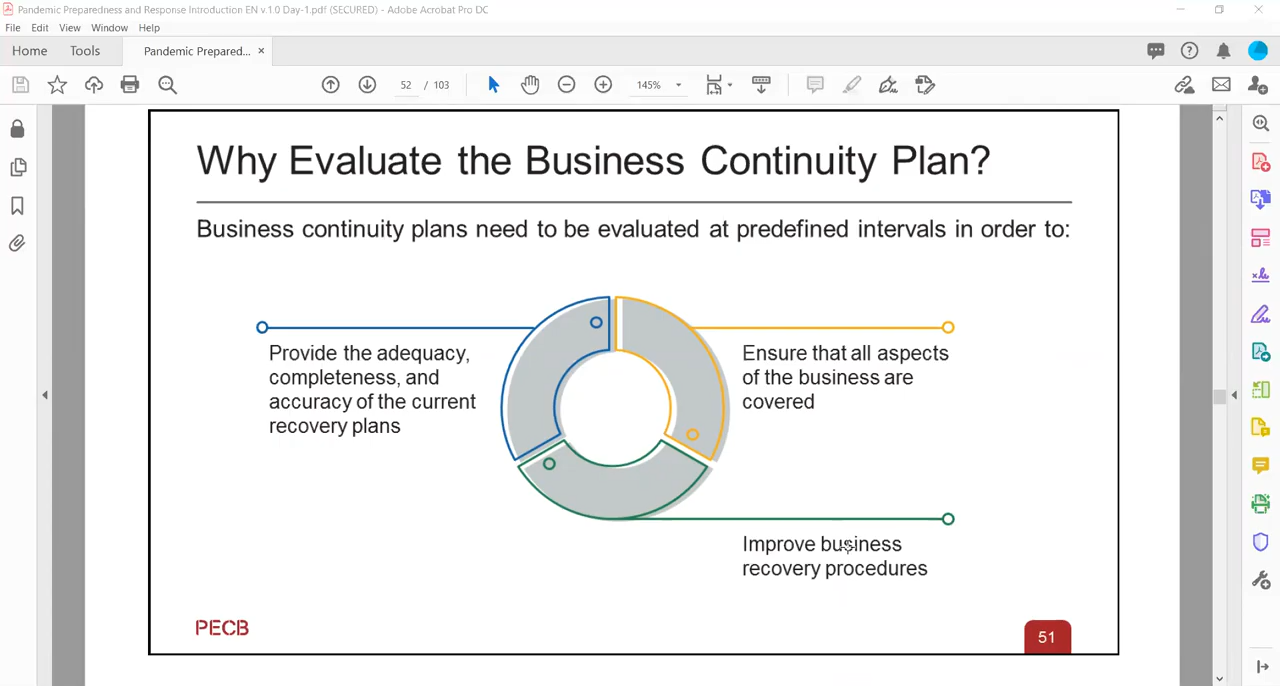 Pandemic Preparedness and Response Introduction EN v.1.0 Day-1.pdf (SECURED) - Adobe Acrobat Pro DC
File Edit View Window Help
Home Tools Pandemic Prepared... ×
52 / 103 145%
Why Evaluate the Business Continuity Plan?
Business continuity plans need to be evaluated at predefined intervals in order to:
Provide the adequacy,
completeness, and
accuracy of the current
recovery plans
Ensure that all aspects
of the business are
covered
Improve business
recovery procedures
PECB
51